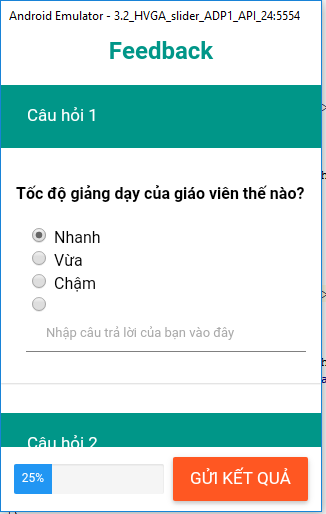 Android Emulator - 3.2_HVGA_slider_ADP1_API_24:5554
Feedback
Câu hỏi 1
Tốc độ giảng dạy của giáo viên thế nào?
Nhanh
Vừa
Chậm
Nhập câu trả lời của bạn vào đây
Câu hỏi 2
25%
GỬI KẾT QUẢ